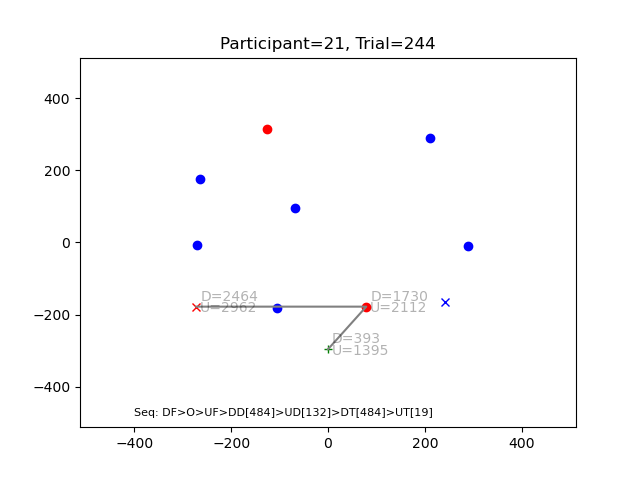 Participant=21, Trial=244
400
200
0
−200
−400
D=2464
U=2962
D=1730
U=2112
D=393
U=1395
Seq: DF>O>UF>DD[484]>UD[132]>DT[484]>UT[19]
−400
−200
0
200
400